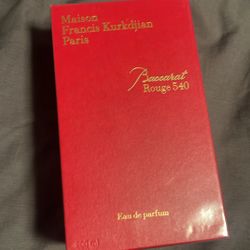 Maison
Francis Kurkdjian
Paris
Baccarat
Rouge 540
Eau de parfum